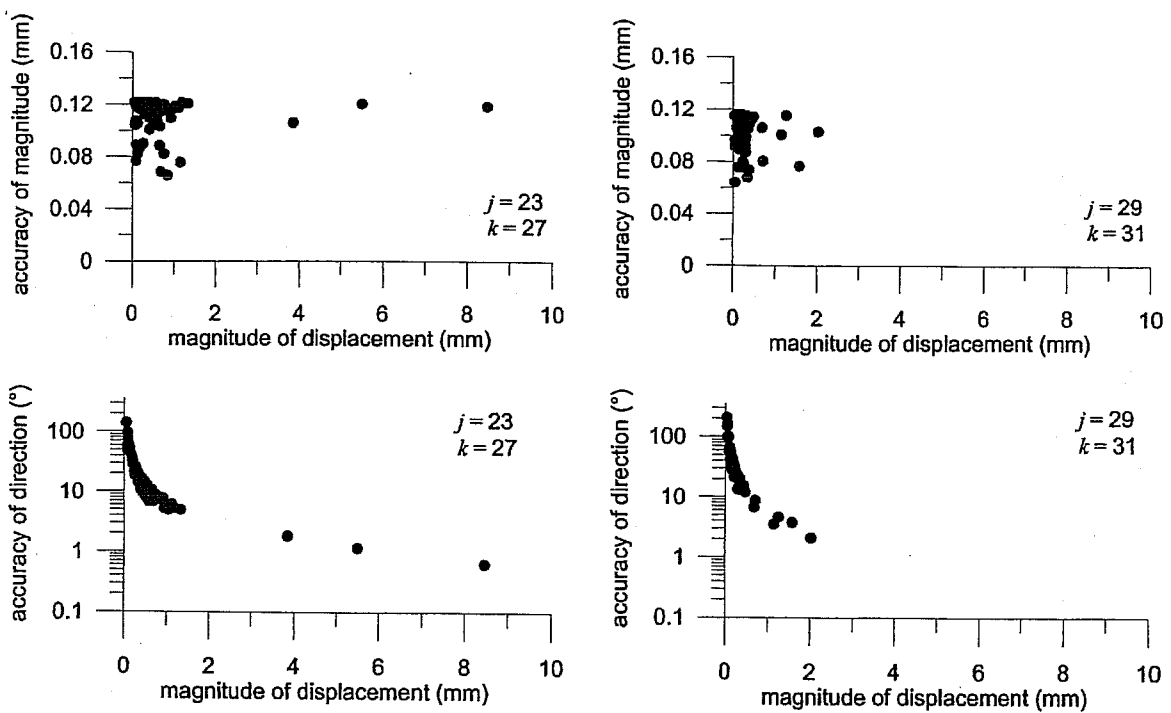 accuracy of magnitude (mm)
0.16
0.12
0.08
0.04
0
j = 23
k = 27
0 2 4 6 8 10
magnitude of displacement (mm)
accuracy of magnitude (mm)
0.16
0.12
0.08
0.04
0
j = 29
k = 31
0 2 4 6 8 10
magnitude of displacement (mm)
accuracy of direction (°)
100
10
1
0.1
j = 23
k = 27
0 2 4 6 8 10
magnitude of displacement (mm)
accuracy of direction (°)
100
10
1
0.1
j = 29
k = 31
0 2 4 6 8 10
magnitude of displacement (mm)